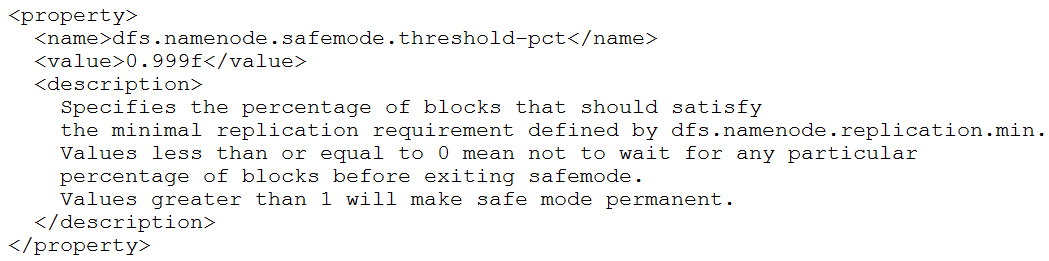 <property>
<name>dfs.namenode.safemode.threshold-pct</name>
<value>0.999f</value>
<description>
Specifies the percentage of blocks that should satisfy
the minimal replication requirement defined by dfs.namenode.replication.min.
Values less than or equal to 0 mean not to wait for any particular
percentage of blocks before exiting safemode.
Values greater than 1 will make safe mode permanent.
</description>
</property>